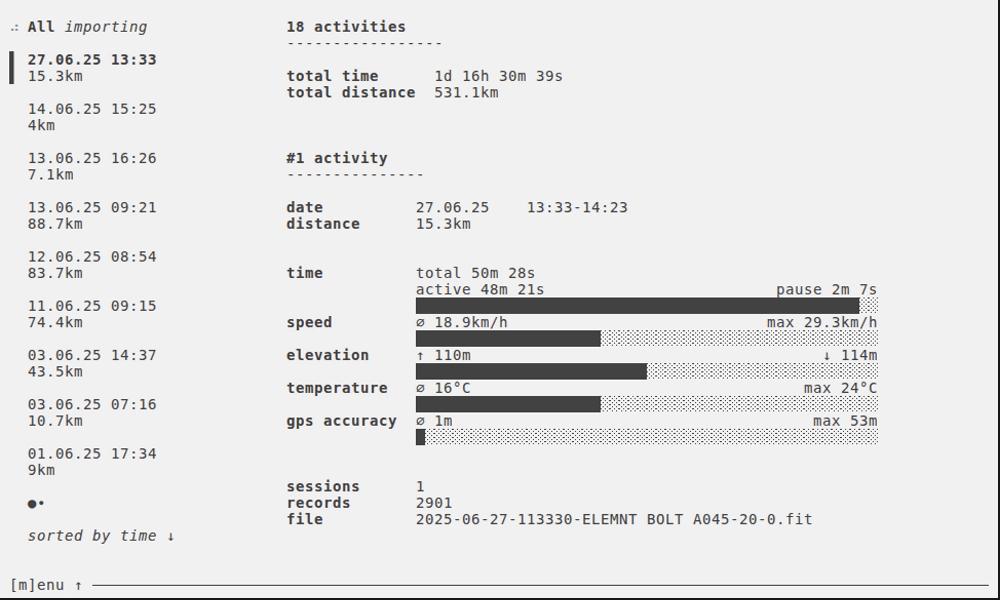 All importing
27.06.25 13:33
15.3km
14.06.25 15:25
4km
13.06.25 16:26
7.1km
13.06.25 09:21
88.7km
12.06.25 08:54
83.7km
11.06.25 09:15
74.4km
03.06.25 14:37
43.5km
03.06.25 07:16
10.7km
01.06.25 17:34
9km
●•
sorted by time ↓
18 activities
-----------------
total time 1d 16h 30m 39s
total distance 531.1km
#1 activity
---------------
date 27.06.25 13:33-14:23
distance 15.3km
time total 50m 28s
active 48m 21s pause 2m 7s
speed ⌀ 18.9km/h max 29.3km/h
elevation ↑ 110m ↓ 114m
temperature ⌀ 16°C max 24°C
gps accuracy ⌀ 1m max 53m
sessions 1
records 2901
file 2025-06-27-113330-ELEMNT BOLT A045-20-0.fit
[m]enu ↑